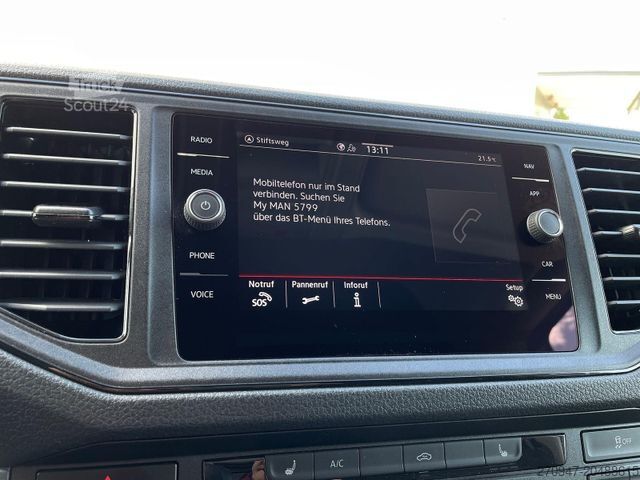 Truck
Scout24
RADIO
MEDIA
PHONE
VOICE
Stiftsweg
13:11
21.5°C
Mobiltelefon nur im Stand
verbinden. Suchen Sie
My MAN 5799
über das BT-Menü Ihres Telefons.
Notruf
Pannenruf
Inforuf
Setup
SOS
NAV
APP
CAR
MENU
A/C
OFF